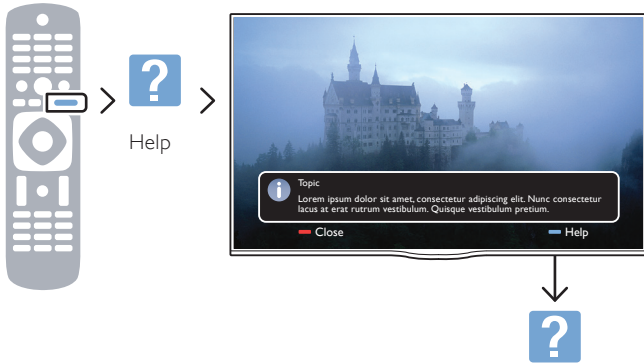 ?
Help
Topic
Lorem ipsum dolor sit amet, consectetur adipiscing elit. Nunc consectetur
lacus at erat rutrum vestibulum. Quisque vestibulum pretium.
Close
Help
?